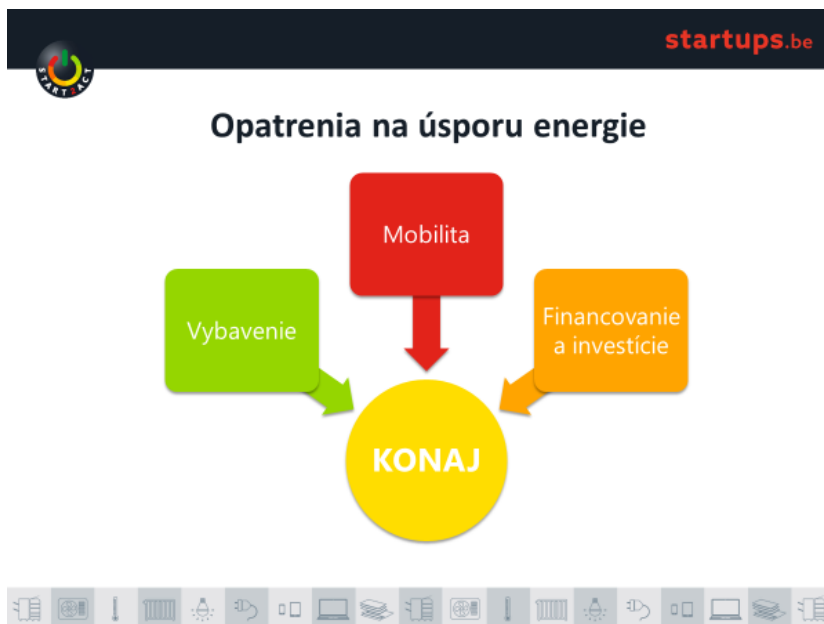 startups.be
START2ACT
Opatrenia na úsporu energie
Mobilita
Vybavenie
Financovanie
a investície
KONAJ